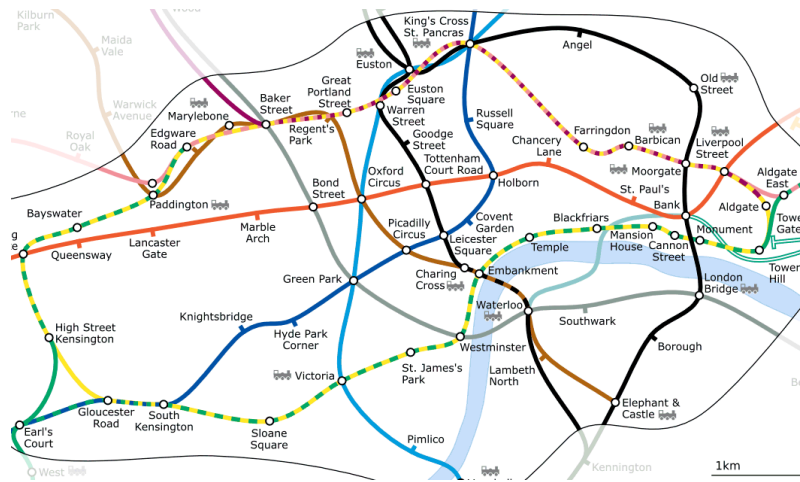 Kilburn
Park
Maida
Vale
Warwick
Avenue
Royal
Oak
Edgware
Road
Marylebone
Baker
Street
Great
Portland
Street
Regent's
Park
Euston
King's Cross
St. Pancras
Euston
Square
Warren
Street
Goodge
Street
Russell
Square
Angel
Old
Street
Farringdon
Barbican
Moorgate
Liverpool
Street
Aldgate
East
Aldgate
Chancery
Lane
Tottenham
Court Road
Holborn
St. Paul's
Bank
Oxford
Circus
Bond
Street
Paddington
Bayswater
Queensway
Lancaster
Gate
Marble
Arch
Picadilly
Circus
Covent
Garden
Leicester
Square
Charing
Cross
Embankment
Temple
Blackfriars
Mansion
House
Cannon
Street
Monument
Tower
Hill
London
Bridge
Green Park
Knightsbridge
Hyde Park
Corner
High Street
Kensington
Gloucester
Road
South
Kensington
Earl's
Court
West
Sloane
Square
Victoria
St. James's
Park
Westminster
Waterloo
Southwark
Lambeth
North
Borough
Elephant &
Castle
Kennington
Pimlico
1km